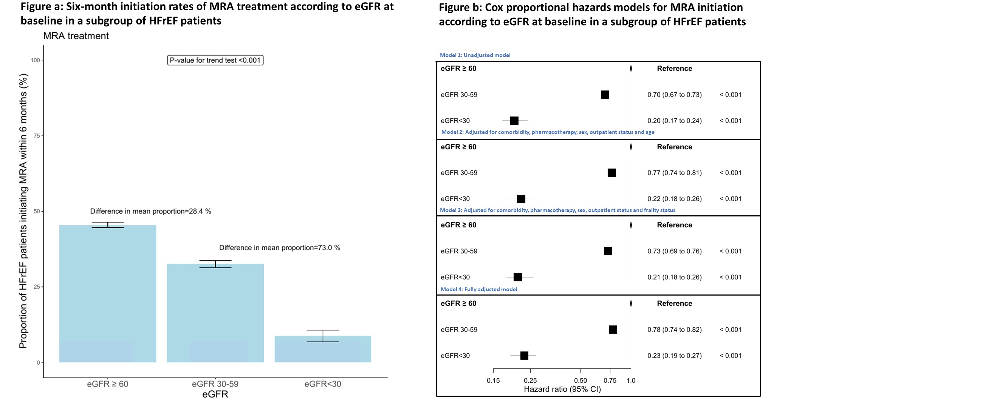 Figure a: Six-month initiation rates of MRA treatment according to eGFR at
baseline in a subgroup of HFrEF patients
MRA treatment
Proportion of HFrEF patients initiating MRA within 6 months (%)
100
75
50
25
0
P-value for trend test <0.001
Difference in mean proportion=28.4 %
Difference in mean proportion=73.0 %
eGFR ≥ 60
eGFR 30-59
eGFR<30
eGFR
Figure b: Cox proportional hazards models for MRA initiation
according to eGFR at baseline in a subgroup of HFrEF patients
Model 1: Unadjusted model
eGFR ≥ 60 Reference
eGFR 30-59 0.70 (0.67 to 0.73) < 0.001
eGFR<30 0.20 (0.17 to 0.24) < 0.001
Model 2: Adjusted for comorbidity, pharmacotherapy, sex, outpatient status and age
eGFR ≥ 60 Reference
eGFR 30-59 0.77 (0.74 to 0.81) < 0.001
eGFR<30 0.22 (0.18 to 0.26) < 0.001
Model 3: Adjusted for comorbidity, pharmacotherapy, sex, outpatient status and frailty status
eGFR ≥ 60 Reference
eGFR 30-59 0.73 (0.69 to 0.76) < 0.001
eGFR<30 0.21 (0.18 to 0.26) < 0.001
Model 4: Fully adjusted model
eGFR ≥ 60 Reference
eGFR 30-59 0.78 (0.74 to 0.82) < 0.001
eGFR<30 0.23 (0.19 to 0.27) < 0.001
0.15 0.25 0.50 0.75 1.0
Hazard ratio (95% CI)